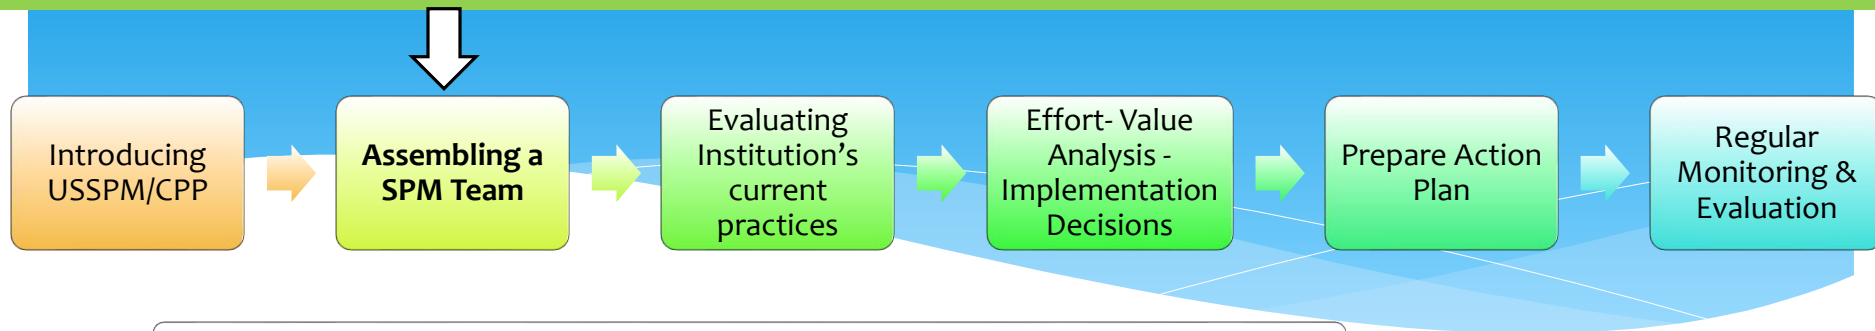 Introducing
USSPM/CPP
Assembling a
SPM Team
Evaluating
Institution’s
current
practices
Effort- Value
Analysis -
Implementation
Decisions
Prepare Action
Plan
Regular
Monitoring &
Evaluation